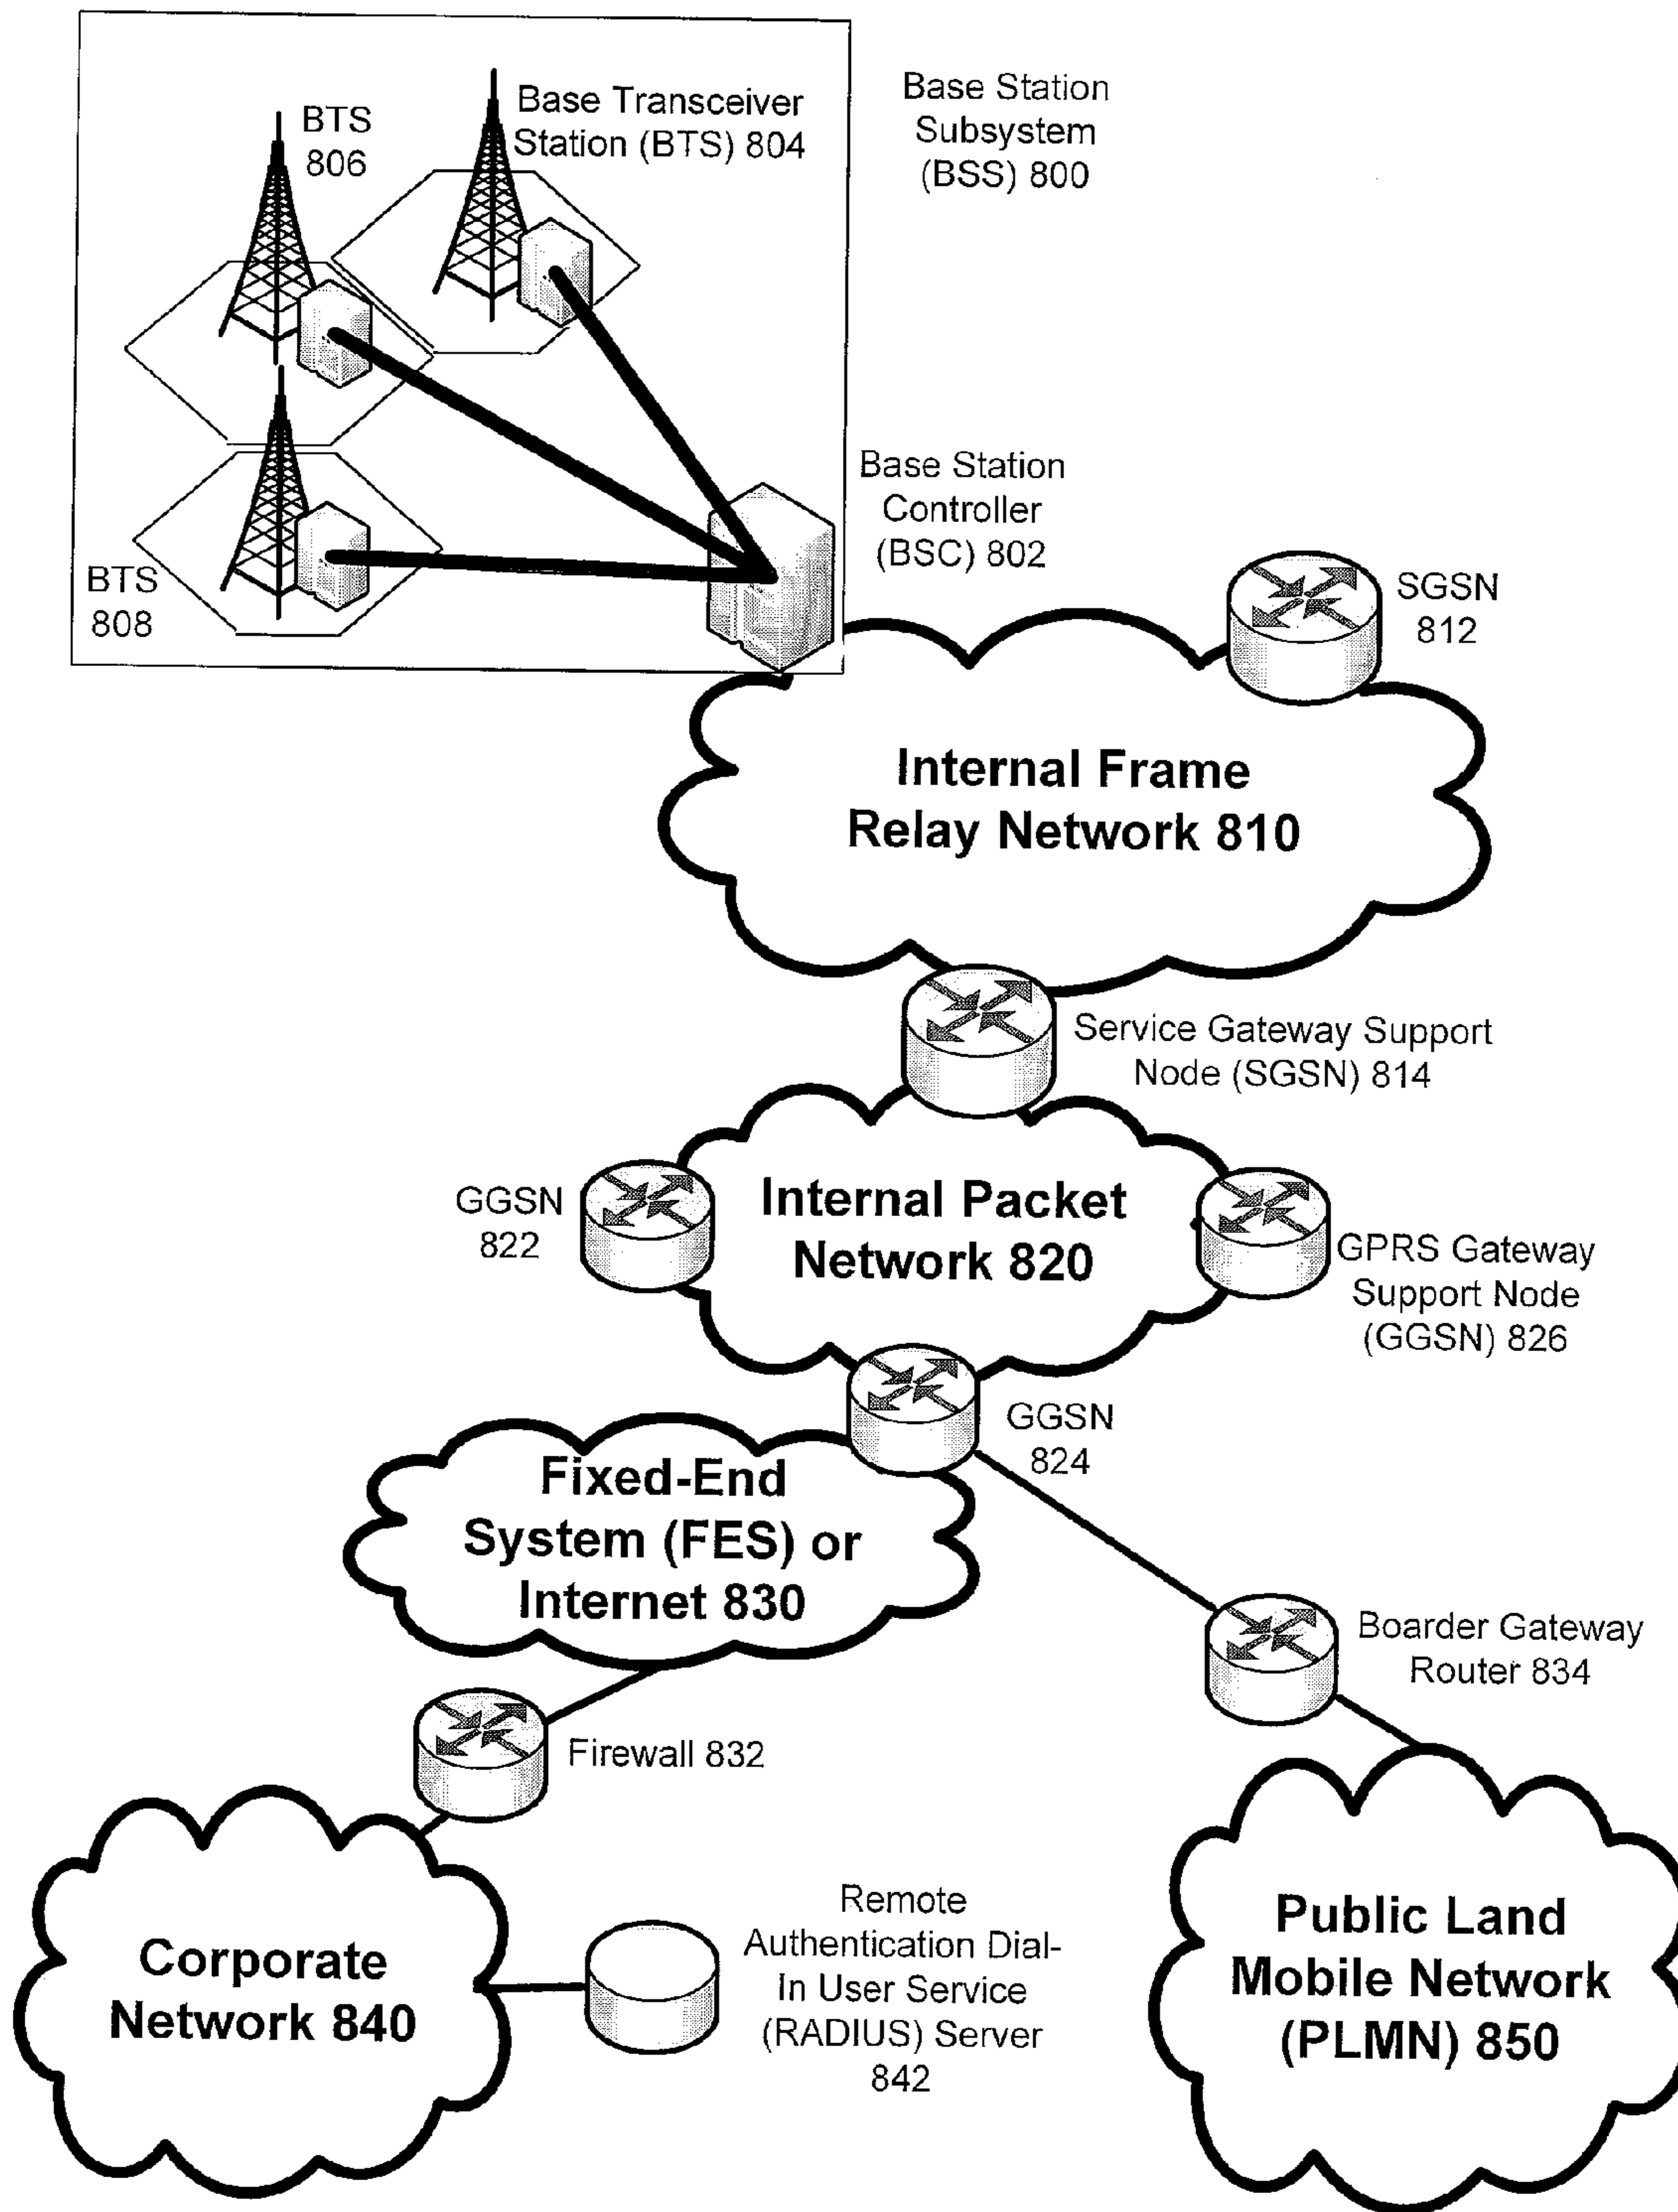 BTS
806
Base Transceiver
Station (BTS) 804
Base Station
Subsystem
(BSS) 800
BTS
808
Base Station
Controller
(BSC) 802
SGSN
812
Internal Frame
Relay Network 810
Service Gateway Support
Node (SGSN) 814
GGSN
822
Internal Packet
Network 820
GPRS Gateway
Support Node
(GGSN) 826
GGSN
824
Fixed-End
System (FES) or
Internet 830
Boarder Gateway
Router 834
Firewall 832
Corporate
Network 840
Remote
Authentication Dial-
In User Service
(RADIUS) Server
842
Public Land
Mobile Network
(PLMN) 850